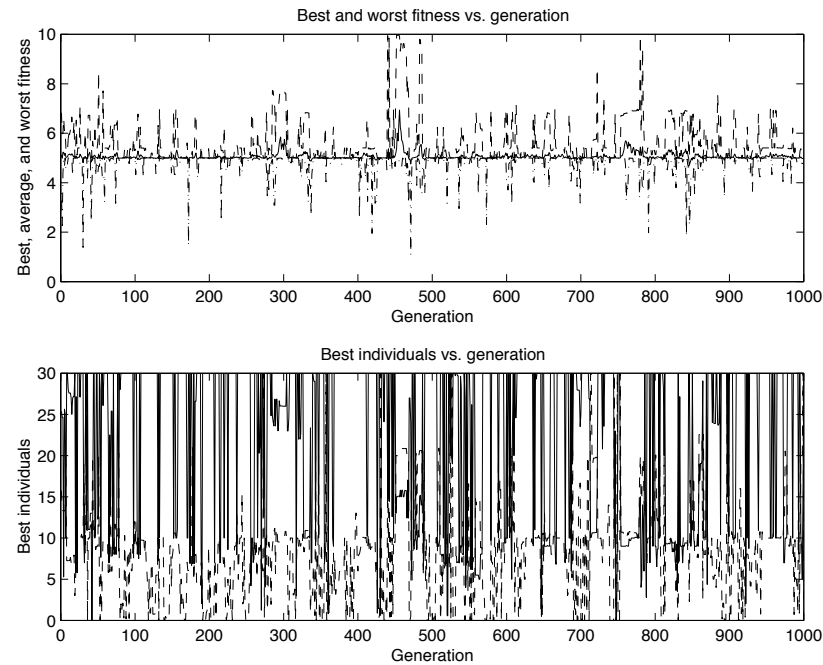 Best and worst fitness vs. generation
10
8
6
4
2
0
Best, average, and worst fitness
0 100 200 300 400 500 600 700 800 900 1000
Generation
Best individuals vs. generation
30
25
20
15
10
5
0
Best individuals
0 100 200 300 400 500 600 700 800 900 1000
Generation